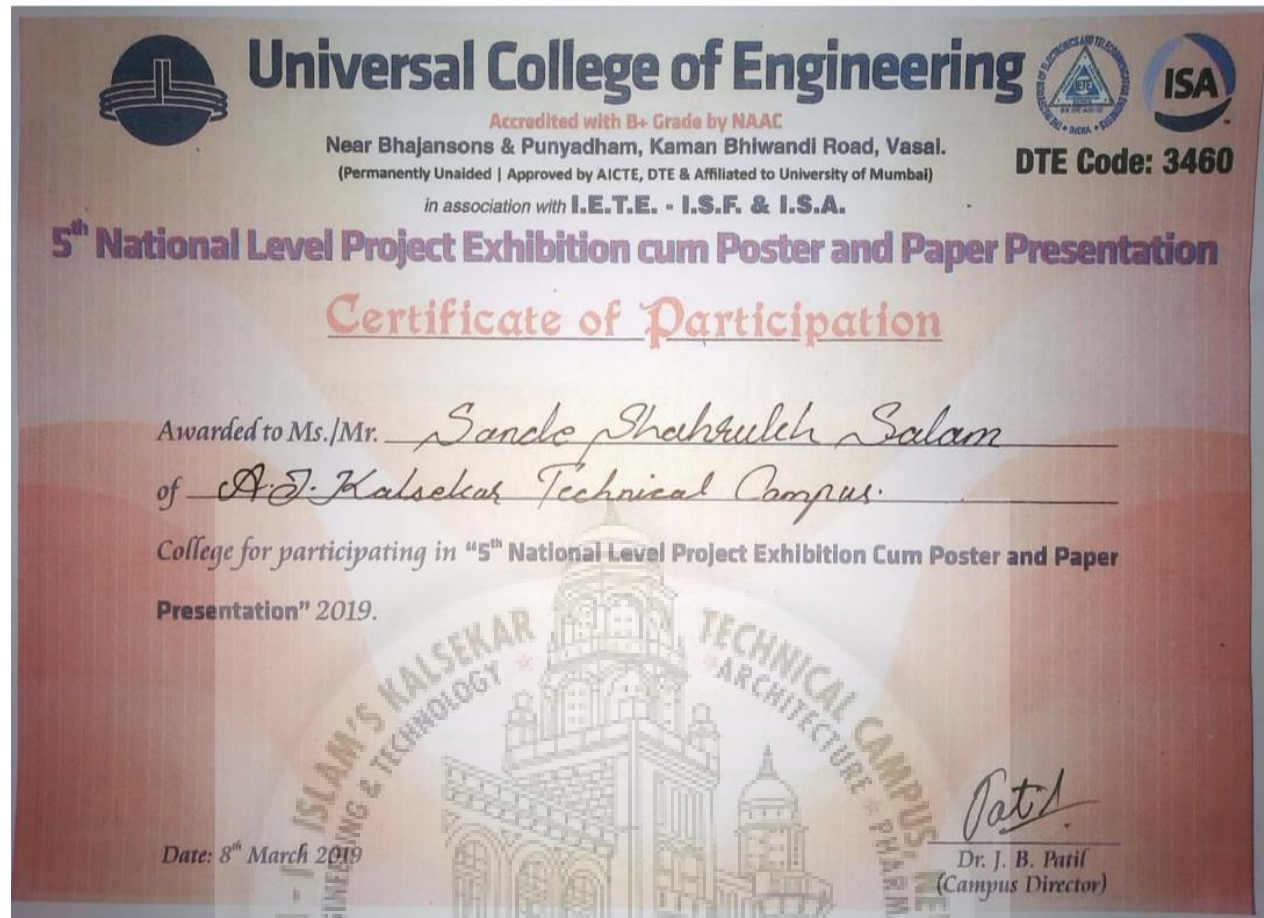 Universal College of Engineering
ISA
Accredited with B+ Grade by NAAC
Near Bhajansons & Punyadham, Kaman Bhiwandi Road, Vasai.
DTE Code: 3460
(Permanently Unaided | Approved by AICTE, DTE & Affiliated to University of Mumbai)
in association with I.E.T.E. - I.S.F. & I.S.A.
5th National Level Project Exhibition cum Poster and Paper Presentation
Certificate of Participation
Awarded to Ms./Mr. Sande Shahrukh Salam
of A.I. Kalsekar Technical Campus.
College for participating in "5th National Level Project Exhibition Cum Poster and Paper
Presentation" 2019.
ISLAM'S KALSEKAR TECHNICAL CAMPUS
ENGINEERING & TECHNOLOGY * ARCHITECTURE * PHARM
Patil
Date: 8th March 2019
Dr. J. B. Patil
(Campus Director)